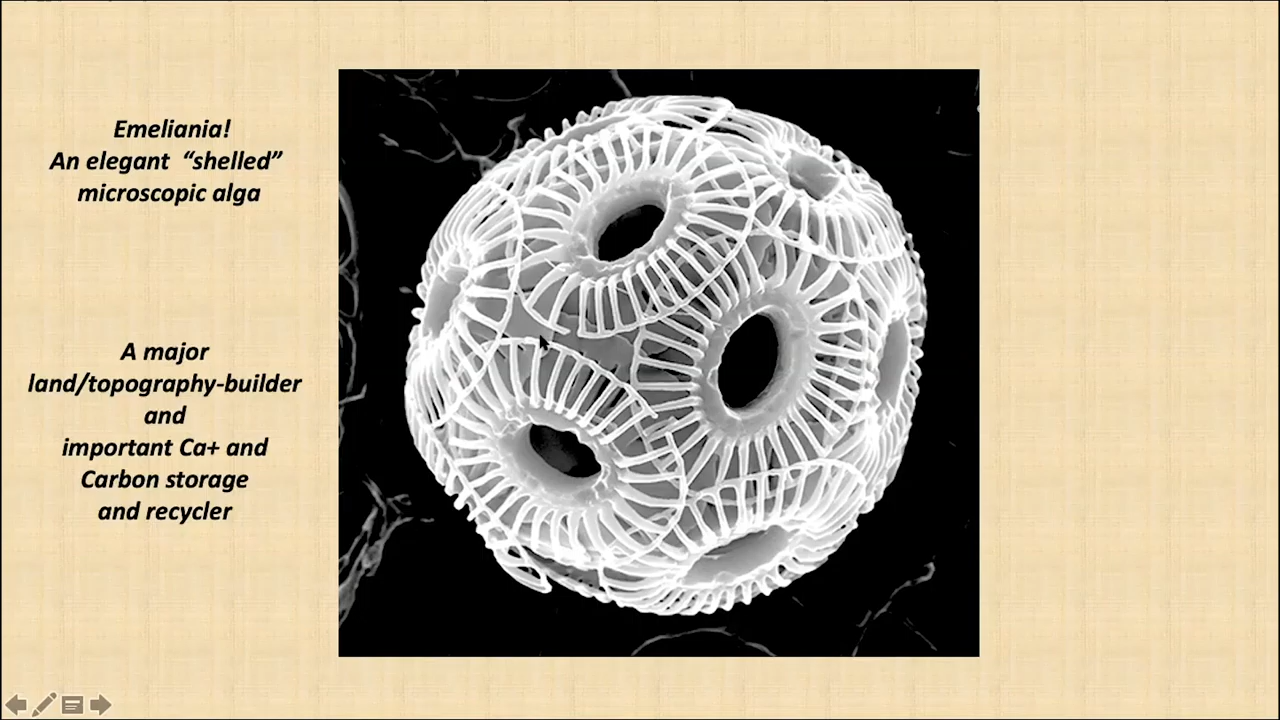 Emeliania!
An elegant “shelled”
microscopic alga
A major
land/topography-builder
and
important Ca+ and
Carbon storage
and recycler